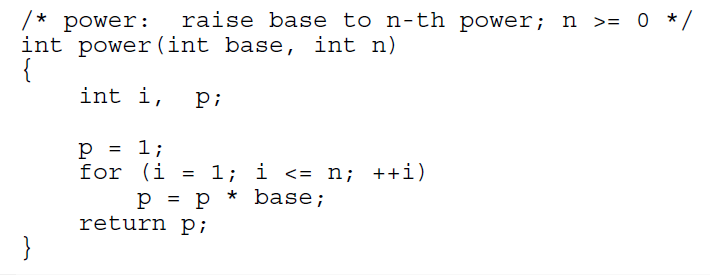 /* power:  raise base to n-th power; n >= 0 */
int power(int base, int n)
{
    int i,  p;

    p = 1;
    for (i = 1; i <= n; ++i)
        p = p * base;
    return p;
}